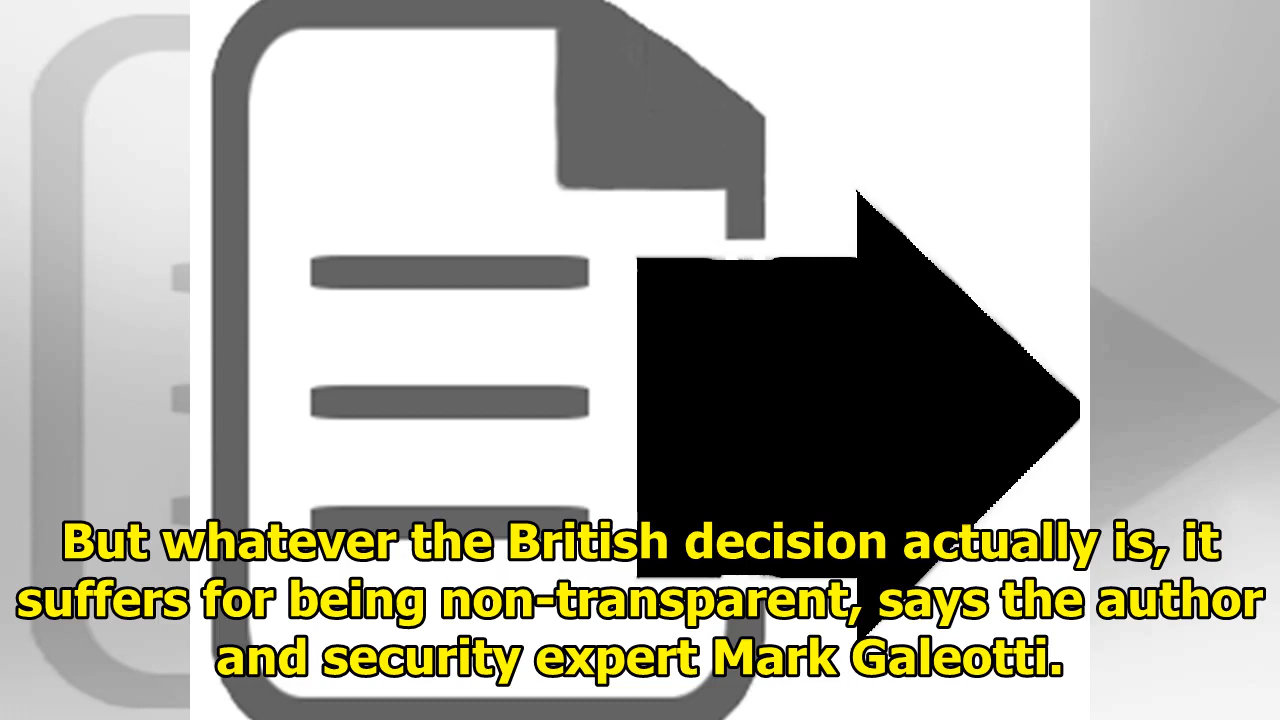 But whatever the British decision actually is, it
suffers for being non-transparent, says the author
and security expert Mark Galeotti.